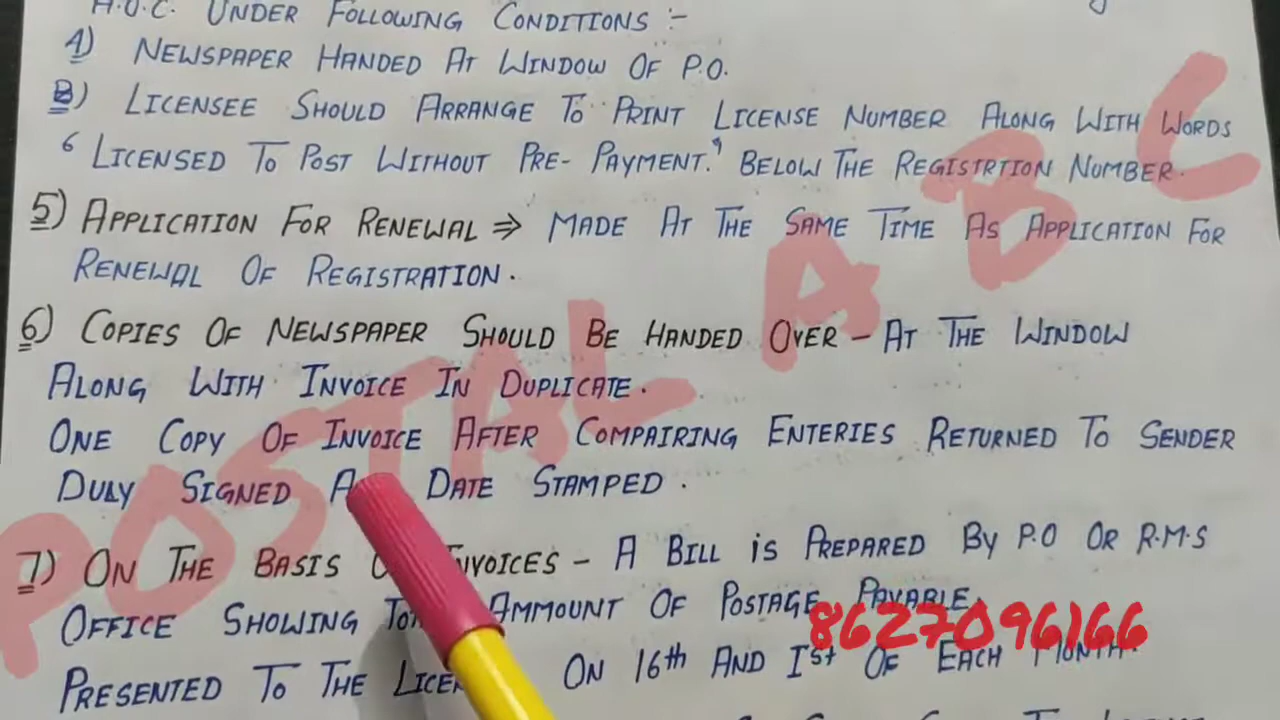 H.O.C. UNDER FOLLOWING CONDITIONS :-
A) NEWSPAPER HANDED AT WINDOW OF P.O.
B) LICENSEE SHOULD ARRANGE TO PRINT LICENSE NUMBER ALONG WITH WORDS
‘ LICENSED TO POST WITHOUT PRE- PAYMENT.’ BELOW THE REGISTRTION NUMBER.
5) APPLICATION FOR RENEWAL ⇒ MADE AT THE SAME TIME AS APPLICATION FOR
RENEWAL OF REGISTRATION.
6) COPIES OF NEWSPAPER SHOULD BE HANDED OVER - AT THE WINDOW
ALONG WITH INVOICE IN DUPLICATE.
ONE COPY OF INVOICE AFTER COMPAIRING ENTERIES RETURNED TO SENDER
DULY SIGNED DATE STAMPED.
7) ON THE BASIS INVOICES - A BILL is PREPARED BY P.O OR R.M.S
OFFICE SHOWING AMMOUNT OF POSTAGE PAYABLE.
PRESENTED TO THE ON 16th AND 1st OF EACH MONTH.
POSTAL A B C
8627096166